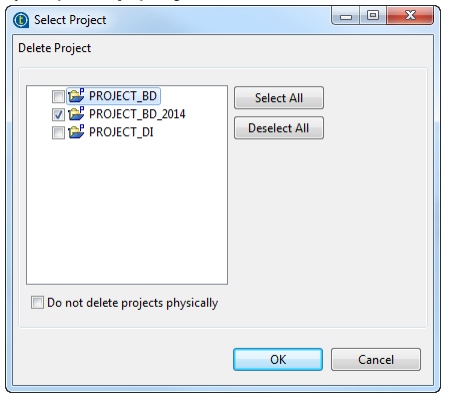 Select Project
Delete Project
PROJECT_BD
PROJECT_BD_2014
PROJECT_DI
Select All
Deselect All
Do not delete projects physically
OK
Cancel